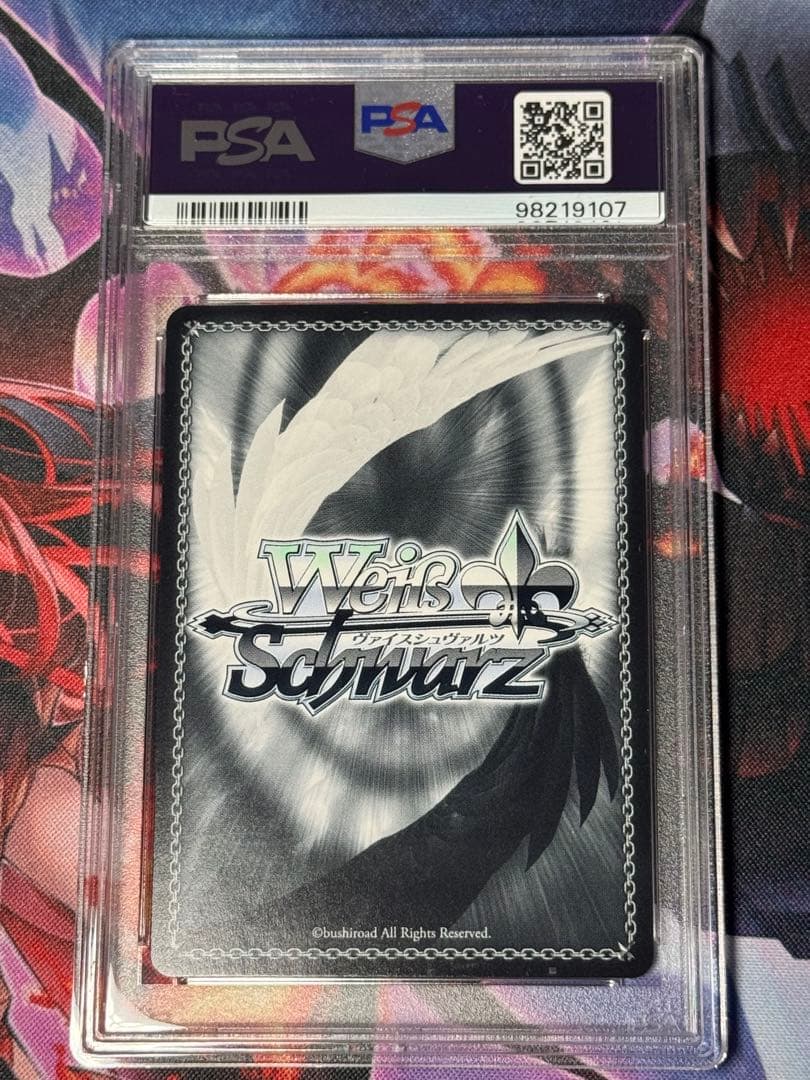 PSA
PSA
98219107
Weiß
ヴァイスシュヴァルツ
Schwarz
©bushiroad All Rights Reserved.